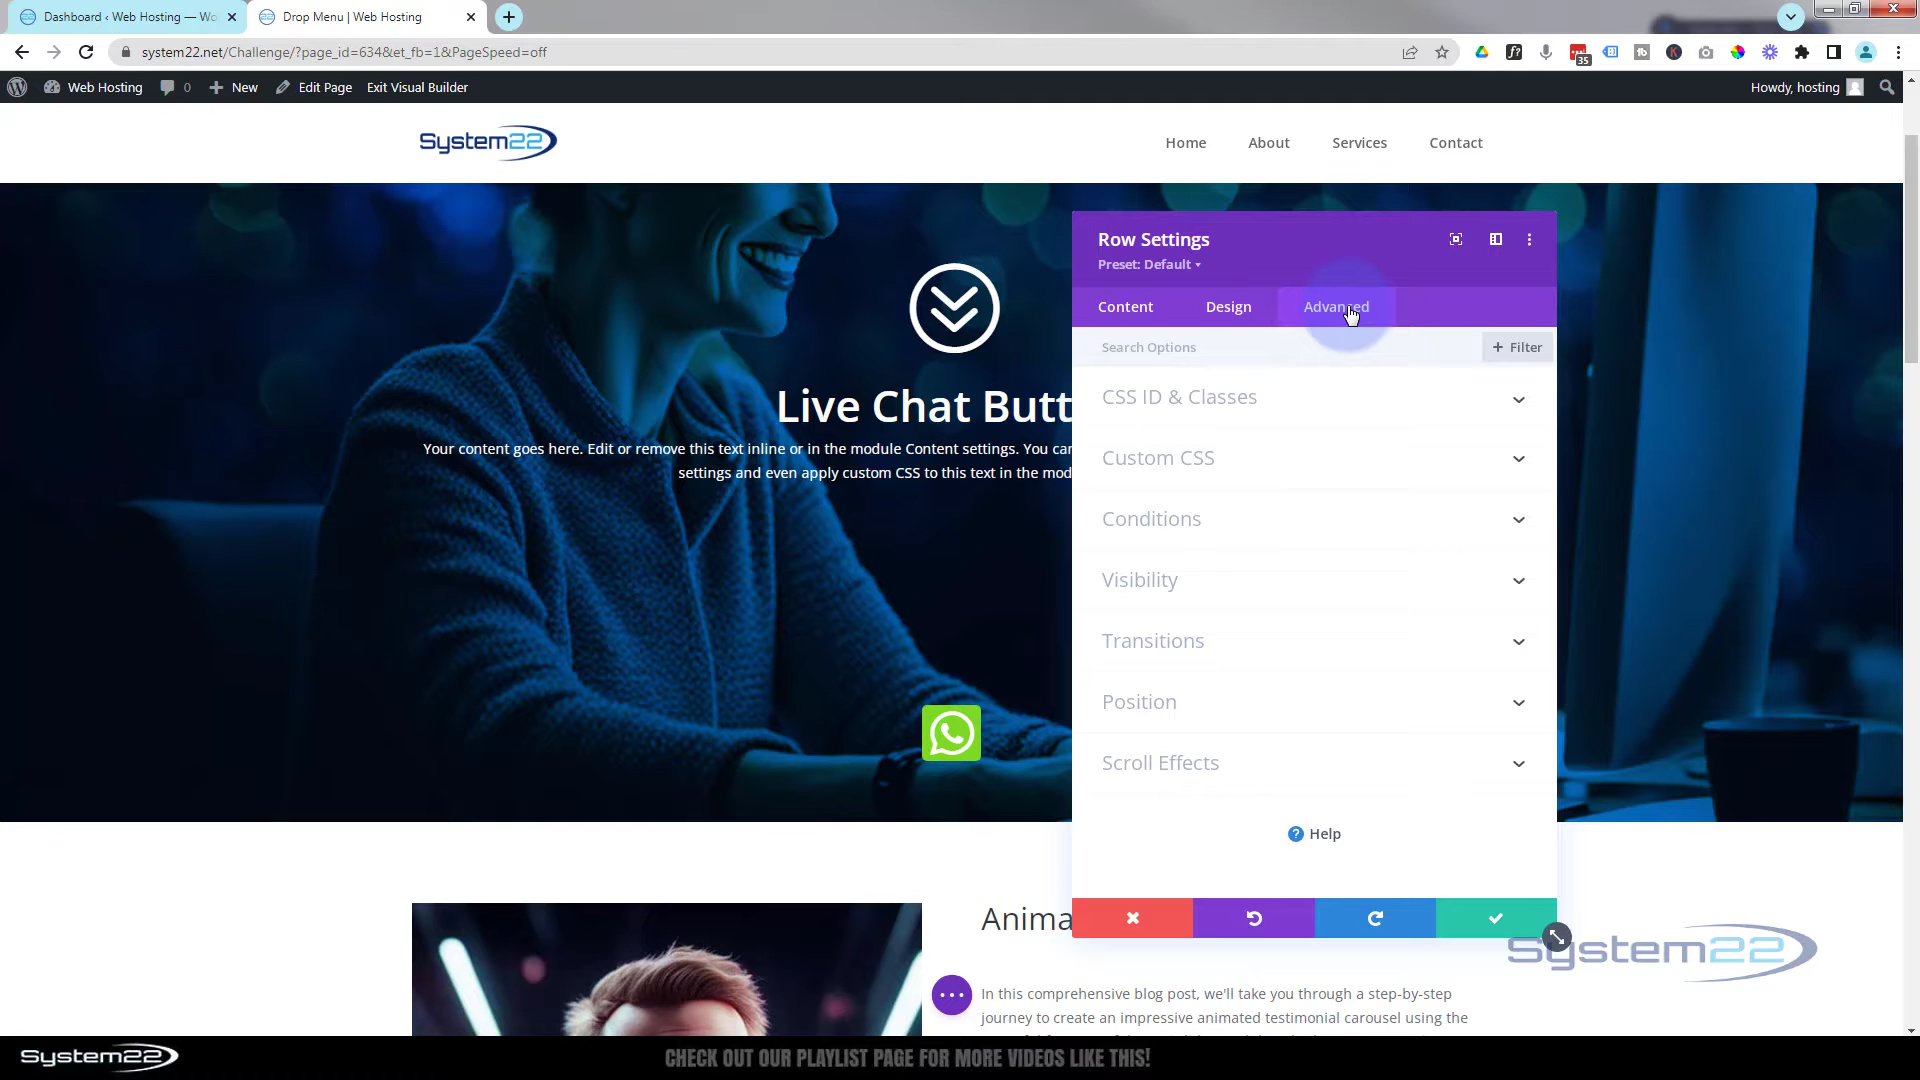 Dashboard ‹ Web Hosting — Wo
Drop Menu | Web Hosting
system22.net/Challenge/?page_id=634&et_fb=1&PageSpeed=off
35
Web Hosting
0
New
Edit Page
Exit Visual Builder
Howdy, hosting
System22
Home
About
Services
Contact
Row Settings
Preset: Default
Content
Design
Advanced
Search Options
+ Filter
CSS ID & Classes
Custom CSS
Conditions
Visibility
Transitions
Position
Scroll Effects
Help
Live Chat Butt
Your content goes here. Edit or remove this text inline or in the module Content settings. You can
settings and even apply custom CSS to this text in the mod
Anima
In this comprehensive blog post, we'll take you through a step-by-step
journey to create an impressive animated testimonial carousel using the
System22
System22
CHECK OUT OUR PLAYLIST PAGE FOR MORE VIDEOS LIKE THIS!